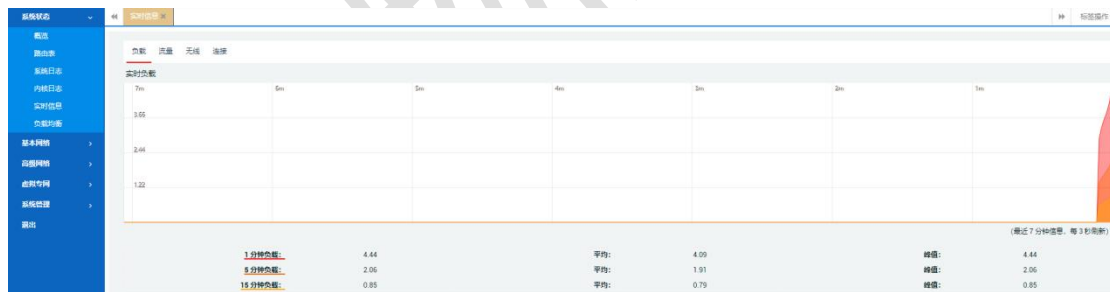 系统状态
概览
路由表
系统日志
内核日志
实时信息
负载均衡
基本网络
高级网络
虚拟专网
系统管理
退出
实时信息 ×
标签操作
负载 流量 无线 连接
实时负载
7m 6m 5m 4m 3m 2m 1m
3.65
2.44
1.22
(最近 7 分钟信息, 每 3 秒刷新)
1 分钟负载: 4.44 平均: 4.09 峰值: 4.44
5 分钟负载: 2.06 平均: 1.91 峰值: 2.06
15 分钟负载: 0.85 平均: 0.79 峰值: 0.85